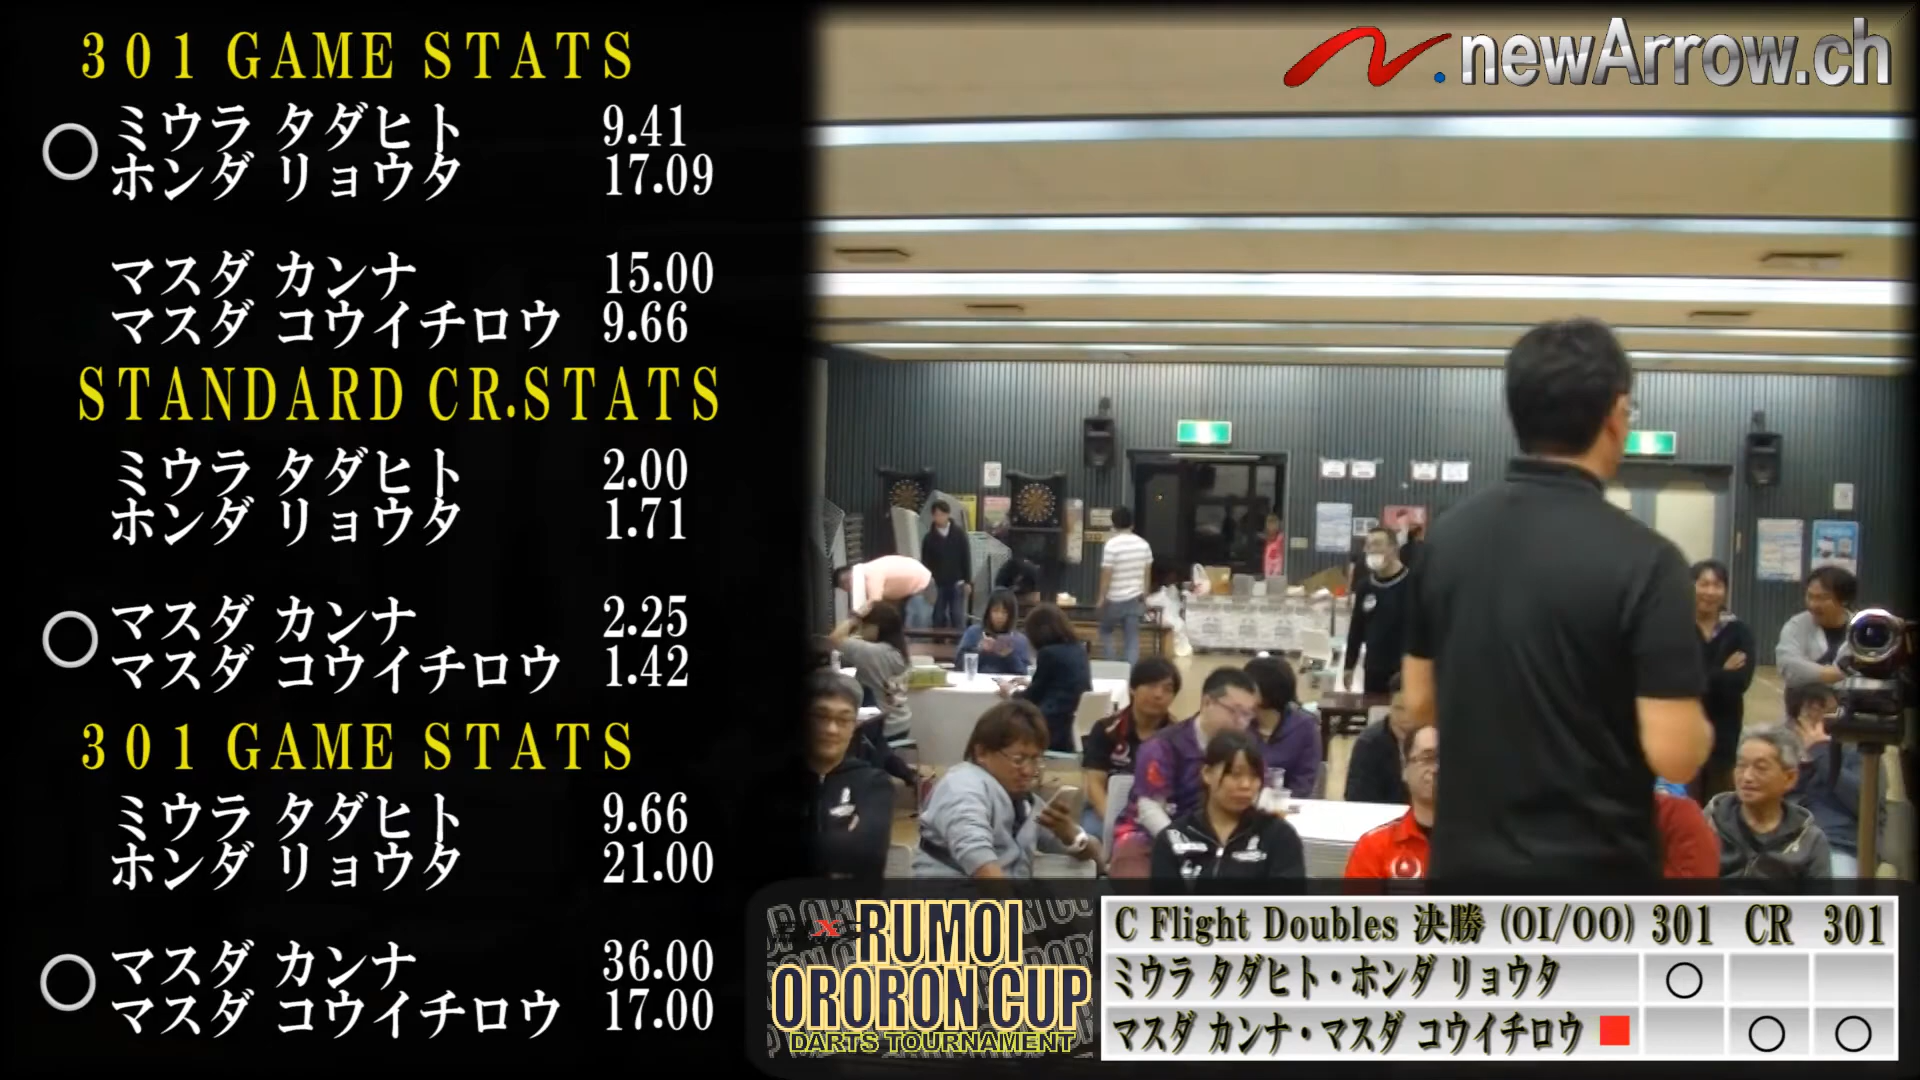 301 GAME STATS
○ ミウラ タダヒト 9.41
ホンダ リョウタ 17.09
マスダ カンナ 15.00
マスダ コウイチロウ 9.66
STANDARD CR.STATS
ミウラ タダヒト 2.00
ホンダ リョウタ 1.71
○ マスダ カンナ 2.25
マスダ コウイチロウ 1.42
301 GAME STATS
ミウラ タダヒト 9.66
ホンダ リョウタ 21.00
○ マスダ カンナ 36.00
マスダ コウイチロウ 17.00
newArrow.ch
RUMOI
ORORON CUP
DARTS TOURNAMENT
C Flight Doubles 決勝 (OI/OO) 301 CR 301
ミウラ タダヒト・ホンダ リョウタ ○
マスダ カンナ・マスダ コウイチロウ ○ ○